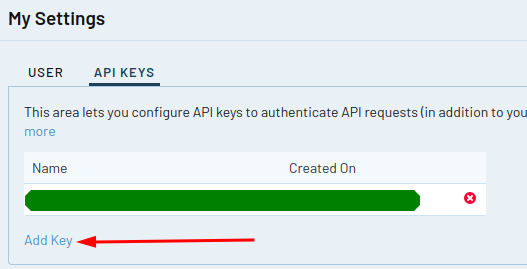 My Settings
USER API KEYS
This area lets you configure API keys to authenticate API requests (in addition to you
more
Name Created On
Add Key